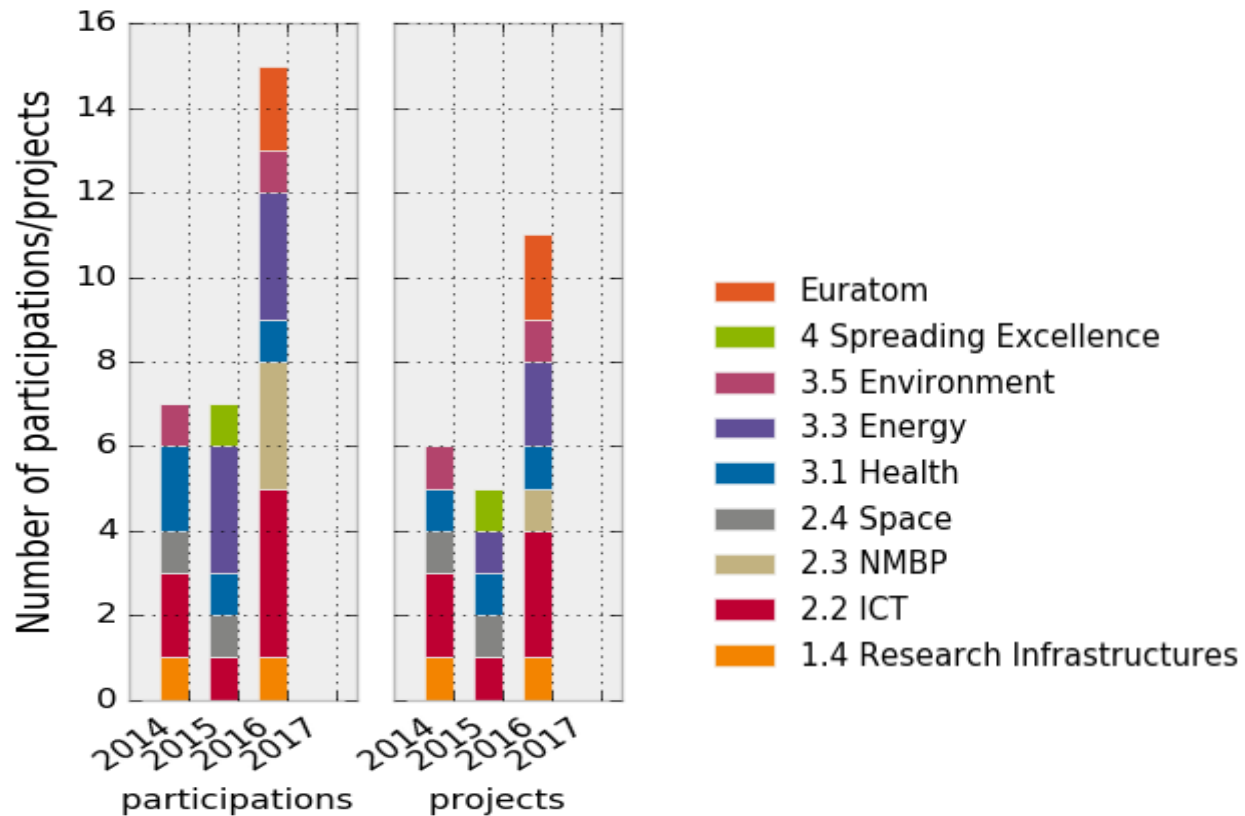 Number of participations/projects
16
14
12
10
8
6
4
2
0
2014
2015
2016
2017
participations
2014
2015
2016
2017
projects
Euratom
4 Spreading Excellence
3.5 Environment
3.3 Energy
3.1 Health
2.4 Space
2.3 NMBP
2.2 ICT
1.4 Research Infrastructures